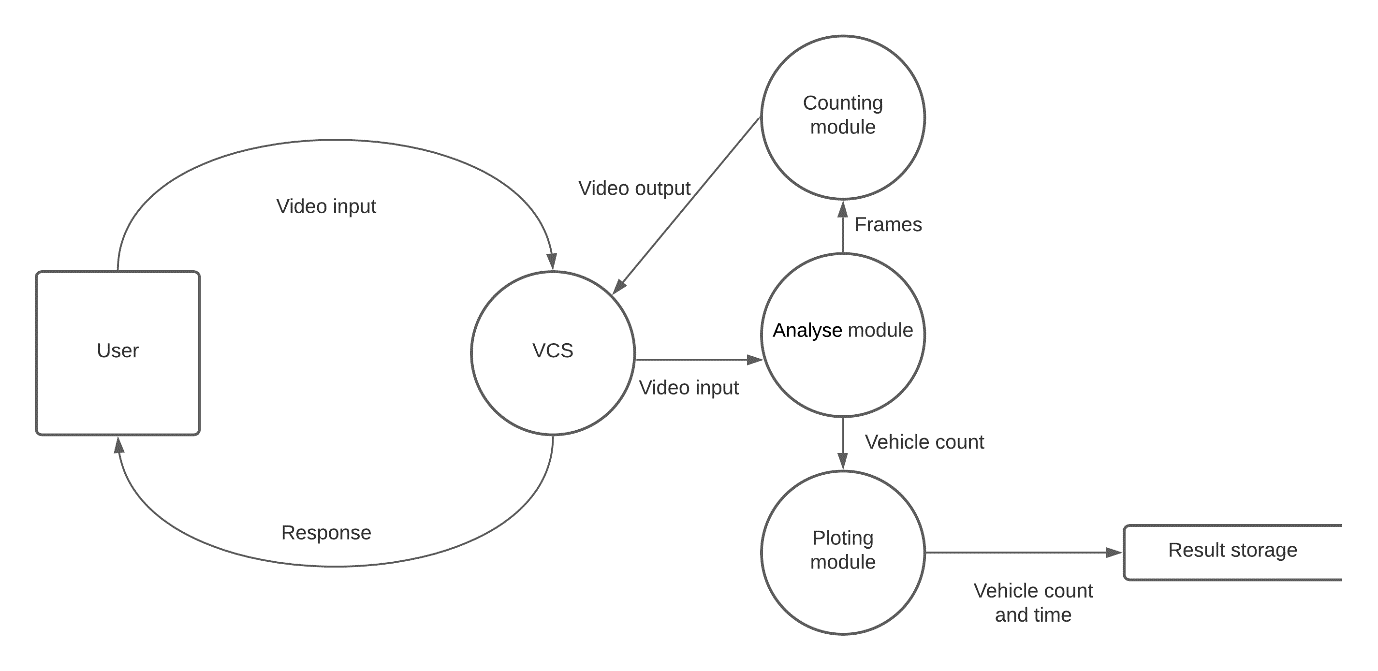 Counting
module
Video output
Video input
Frames
User
VCS
Analyse module
Video input
Vehicle count
Response
Ploting
module
Result storage
Vehicle count
and time